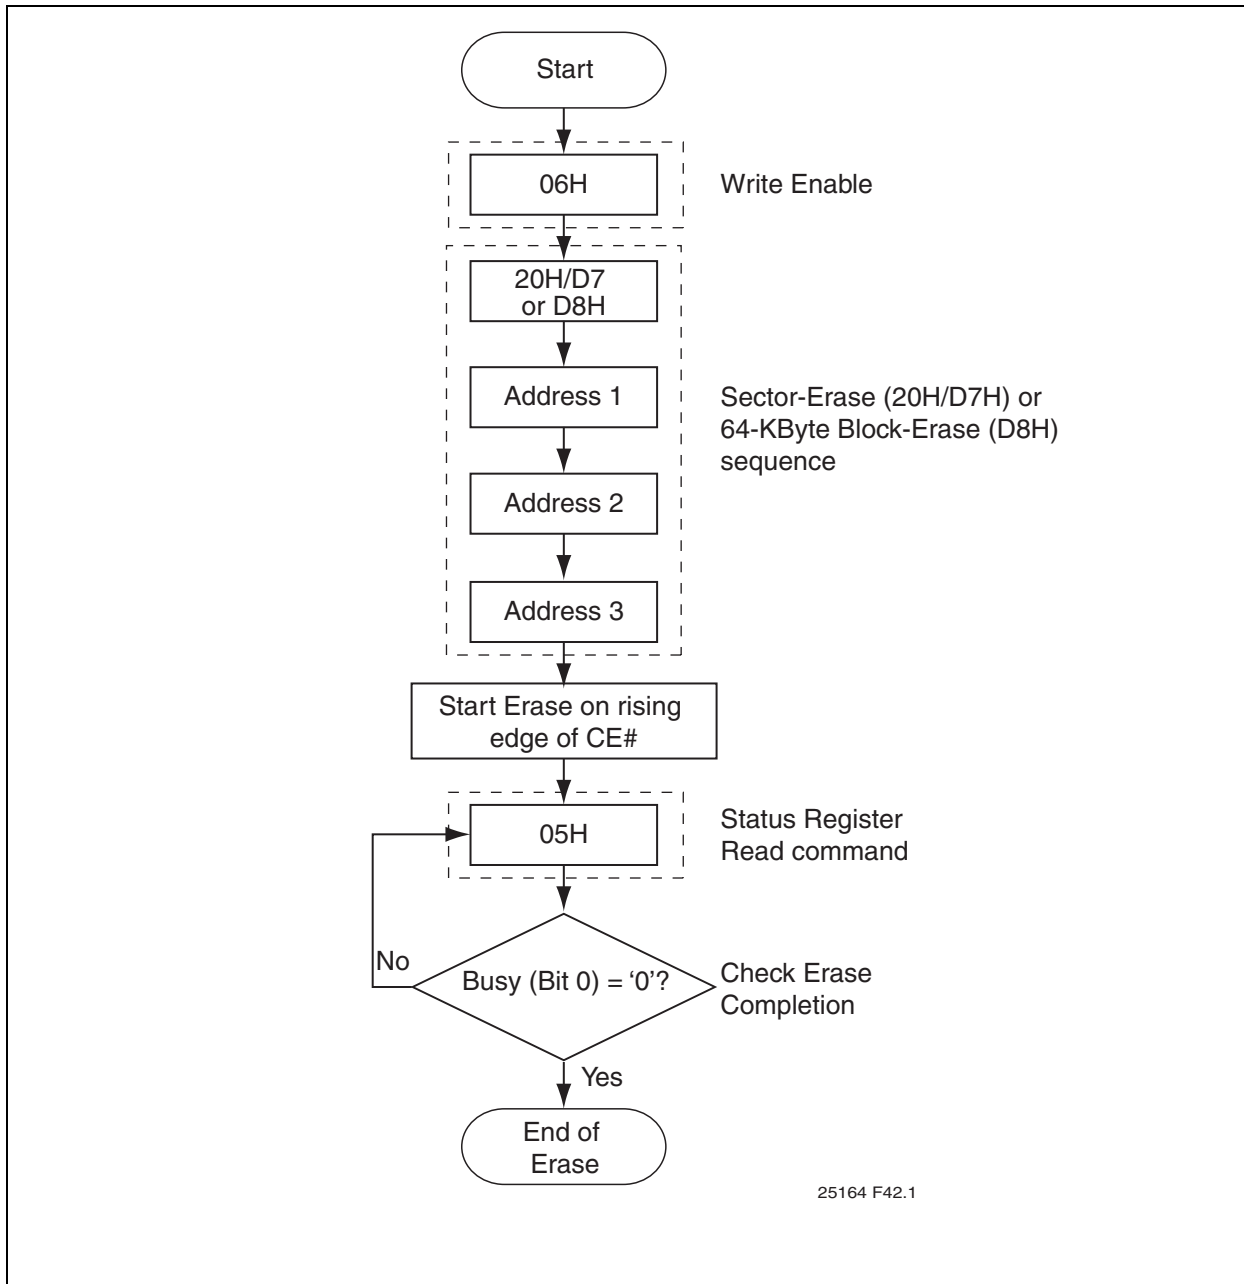 Start
06H
Write Enable
20H/D7
or D8H
Address 1
Sector-Erase (20H/D7H) or
64-KByte Block-Erase (D8H)
sequence
Address 2
Address 3
Start Erase on rising
edge of CE#
05H
Status Register
Read command
No
Busy (Bit 0) = ‘0’?
Check Erase
Completion
Yes
End of
Erase
25164 F42.1